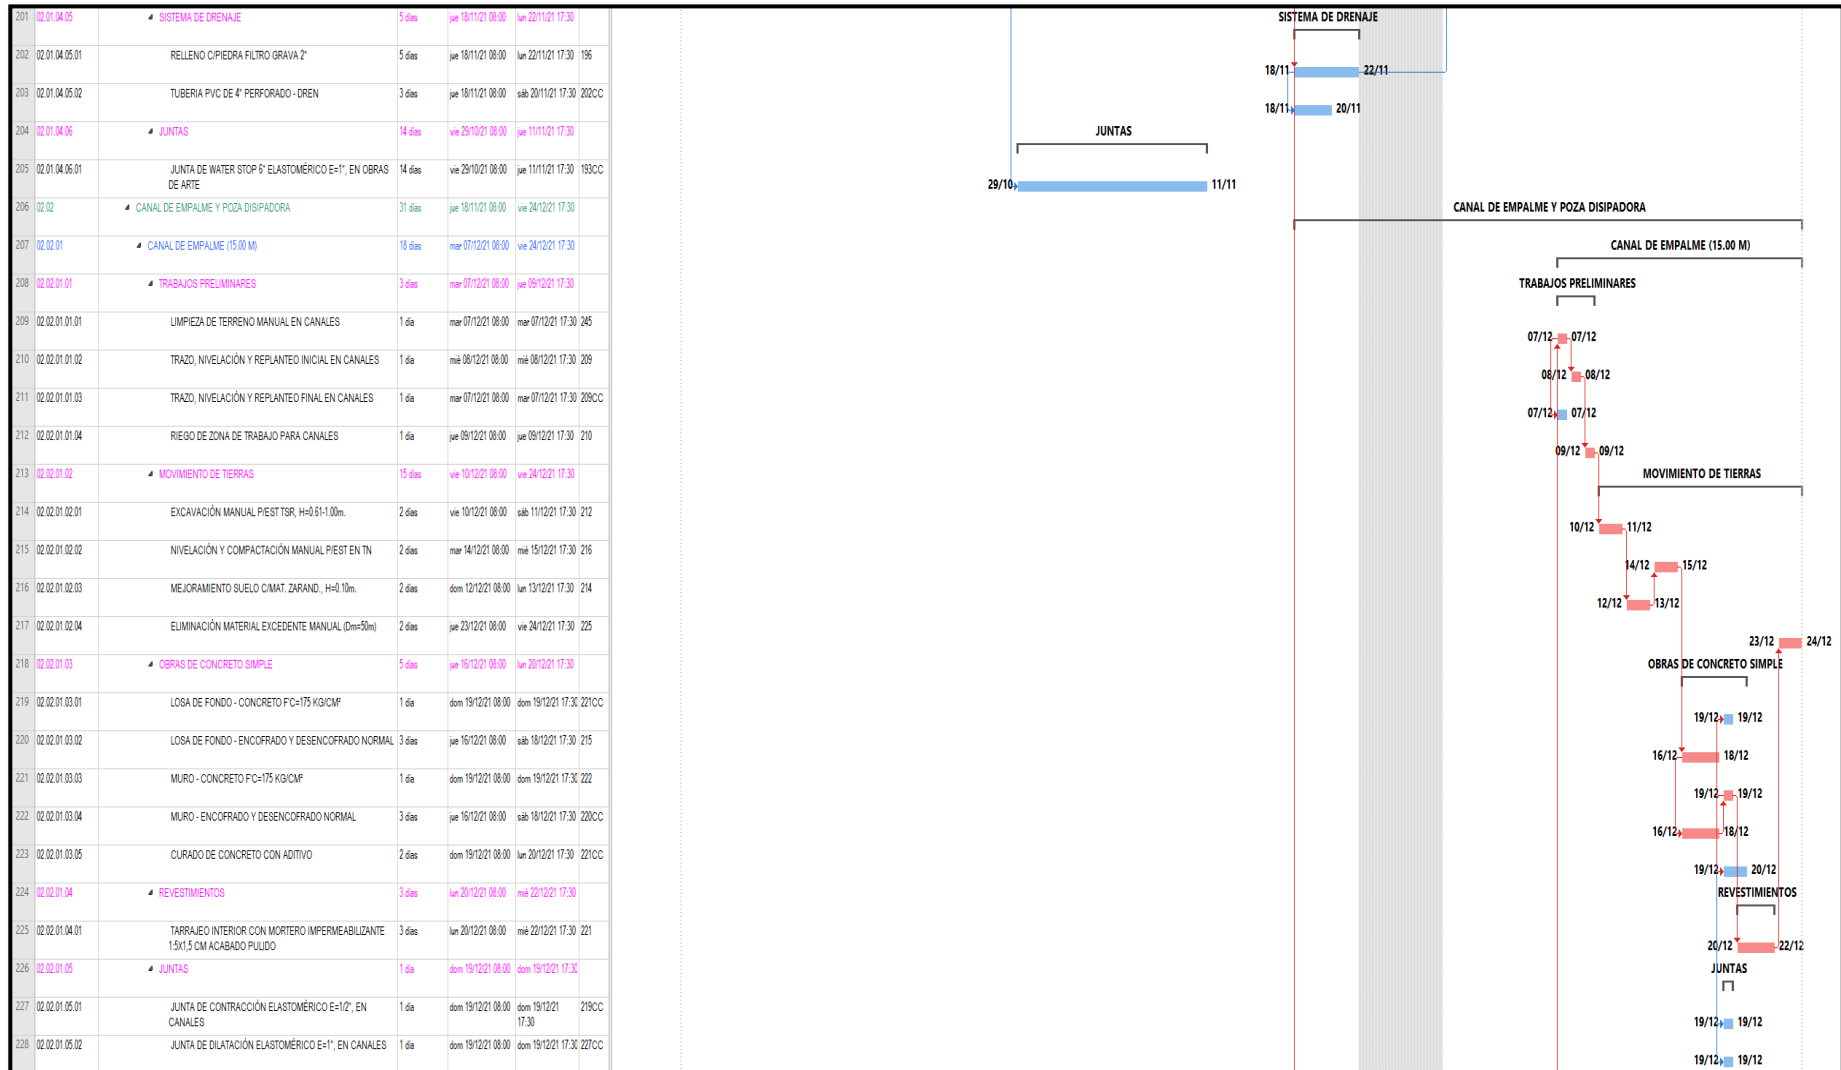 201 02.01.04.05 SISTEMA DE DRENAJE 5 días jue 18/11/21 08:00 lun 22/11/21 17:30 SISTEMA DE DRENAJE
202 02.01.04.05.01 RELLENO C/PIEDRA FILTRO GRAVA 2" 5 días jue 18/11/21 08:00 lun 22/11/21 17:30 196 18/11 22/11
203 02.01.04.05.02 TUBERIA PVC DE 4" PERFORADO - DREN 3 días jue 18/11/21 08:00 sáb 20/11/21 17:30 202CC 18/11 20/11
204 02.01.04.06 JUNTAS 14 días vie 29/10/21 08:00 jue 11/11/21 17:30 JUNTAS
205 02.01.04.06.01 JUNTA DE WATER STOP 6" ELASTOMÉRICO E=1", EN OBRAS 14 días vie 29/10/21 08:00 jue 11/11/21 17:30 193CC 29/10 11/11
DE ARTE
206 02.02 CANAL DE EMPALME Y POZA DISIPADORA 31 días jue 18/11/21 08:00 vie 24/12/21 17:30 CANAL DE EMPALME Y POZA DISIPADORA
207 02.02.01 CANAL DE EMPALME (15.00 M) 18 días mar 07/12/21 08:00 vie 24/12/21 17:30 CANAL DE EMPALME (15.00 M)
208 02.02.01.01 TRABAJOS PRELIMINARES 3 días mar 07/12/21 08:00 jue 09/12/21 17:30 TRABAJOS PRELIMINARES
209 02.02.01.01.01 LIMPIEZA DE TERRENO MANUAL EN CANALES 1 día mar 07/12/21 08:00 mar 07/12/21 17:30 245 07/12 07/12
210 02.02.01.01.02 TRAZO, NIVELACIÓN Y REPLANTEO INICIAL EN CANALES 1 día mié 08/12/21 08:00 mié 08/12/21 17:30 209 08/12 08/12
211 02.02.01.01.03 TRAZO, NIVELACIÓN Y REPLANTEO FINAL EN CANALES 1 día mar 07/12/21 08:00 mar 07/12/21 17:30 209CC 07/12 07/12
212 02.02.01.01.04 RIEGO DE ZONA DE TRABAJO PARA CANALES 1 día jue 09/12/21 08:00 jue 09/12/21 17:30 210 09/12 09/12
213 02.02.01.02 MOVIMIENTO DE TIERRAS 15 días vie 10/12/21 08:00 vie 24/12/21 17:30 MOVIMIENTO DE TIERRAS
214 02.02.01.02.01 EXCAVACIÓN MANUAL P/EST TSR, H=0.61-1.00m. 2 días vie 10/12/21 08:00 sáb 11/12/21 17:30 212 10/12 11/12
215 02.02.01.02.02 NIVELACIÓN Y COMPACTACIÓN MANUAL P/EST EN TN 2 días mar 14/12/21 08:00 mié 15/12/21 17:30 216 14/12 15/12
216 02.02.01.02.03 MEJORAMIENTO SUELO C/MAT. ZARAND., H=0.10m. 2 días dom 12/12/21 08:00 lun 13/12/21 17:30 214 12/12 13/12
217 02.02.01.02.04 ELIMINACIÓN MATERIAL EXCEDENTE MANUAL (Dm=50m) 2 días jue 23/12/21 08:00 vie 24/12/21 17:30 225 23/12 24/12
218 02.02.01.03 OBRAS DE CONCRETO SIMPLE 5 días jue 16/12/21 08:00 lun 20/12/21 17:30 OBRAS DE CONCRETO SIMPLE
219 02.02.01.03.01 LOSA DE FONDO - CONCRETO F'C=175 KG/CM² 1 día dom 19/12/21 08:00 dom 19/12/21 17:30 221CC 19/12 19/12
220 02.02.01.03.02 LOSA DE FONDO - ENCOFRADO Y DESENCOFRADO NORMAL 3 días jue 16/12/21 08:00 sáb 18/12/21 17:30 215 16/12 18/12
221 02.02.01.03.03 MURO - CONCRETO F'C=175 KG/CM² 1 día dom 19/12/21 08:00 dom 19/12/21 17:30 222 19/12 19/12
222 02.02.01.03.04 MURO - ENCOFRADO Y DESENCOFRADO NORMAL 3 días jue 16/12/21 08:00 sáb 18/12/21 17:30 220CC 16/12 18/12
223 02.02.01.03.05 CURADO DE CONCRETO CON ADITIVO 2 días dom 19/12/21 08:00 lun 20/12/21 17:30 221CC 19/12 20/12
224 02.02.01.04 REVESTIMIENTOS 3 días lun 20/12/21 08:00 mié 22/12/21 17:30 REVESTIMIENTOS
225 02.02.01.04.01 TARRAJEO INTERIOR CON MORTERO IMPERMEABILIZANTE 3 días lun 20/12/21 08:00 mié 22/12/21 17:30 221 20/12 22/12
1:5X1,5 CM ACABADO PULIDO
226 02.02.01.05 JUNTAS 1 día dom 19/12/21 08:00 dom 19/12/21 17:30 JUNTAS
227 02.02.01.05.01 JUNTA DE CONTRACCIÓN ELASTOMÉRICO E=1/2", EN 1 día dom 19/12/21 08:00 dom 19/12/21 219CC
CANALES 17:30 19/12 19/12
228 02.02.01.05.02 JUNTA DE DILATACIÓN ELASTOMÉRICO E=1", EN CANALES 1 día dom 19/12/21 08:00 dom 19/12/21 17:30 227CC 19/12 19/12